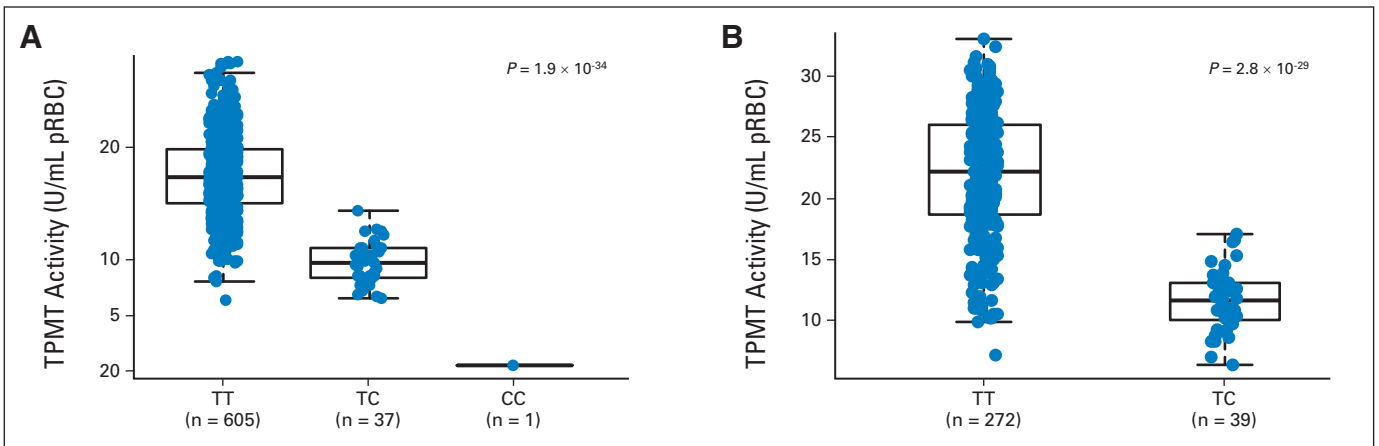 A
TPMT Activity (U/mL pRBC)
20
10
5
20
P = 1.9 × 10-34
TT
(n = 605)
TC
(n = 37)
CC
(n = 1)
B
TPMT Activity (U/mL pRBC)
30
25
20
15
10
P = 2.8 × 10-29
TT
(n = 272)
TC
(n = 39)